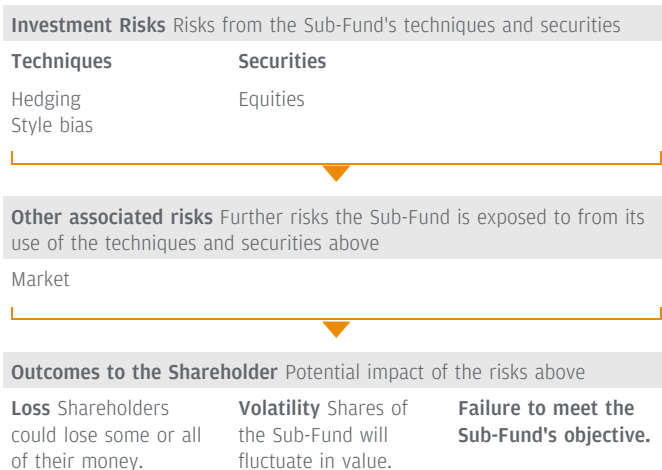 Investment Risks Risks from the Sub-Fund's techniques and securities
Techniques Securities
Hedging Equities
Style bias
Other associated risks Further risks the Sub-Fund is exposed to from its
use of the techniques and securities above
Market
Outcomes to the Shareholder Potential impact of the risks above
Loss Shareholders
could lose some or all
of their money.
Volatility Shares of
the Sub-Fund will
fluctuate in value.
Failure to meet the
Sub-Fund's objective.